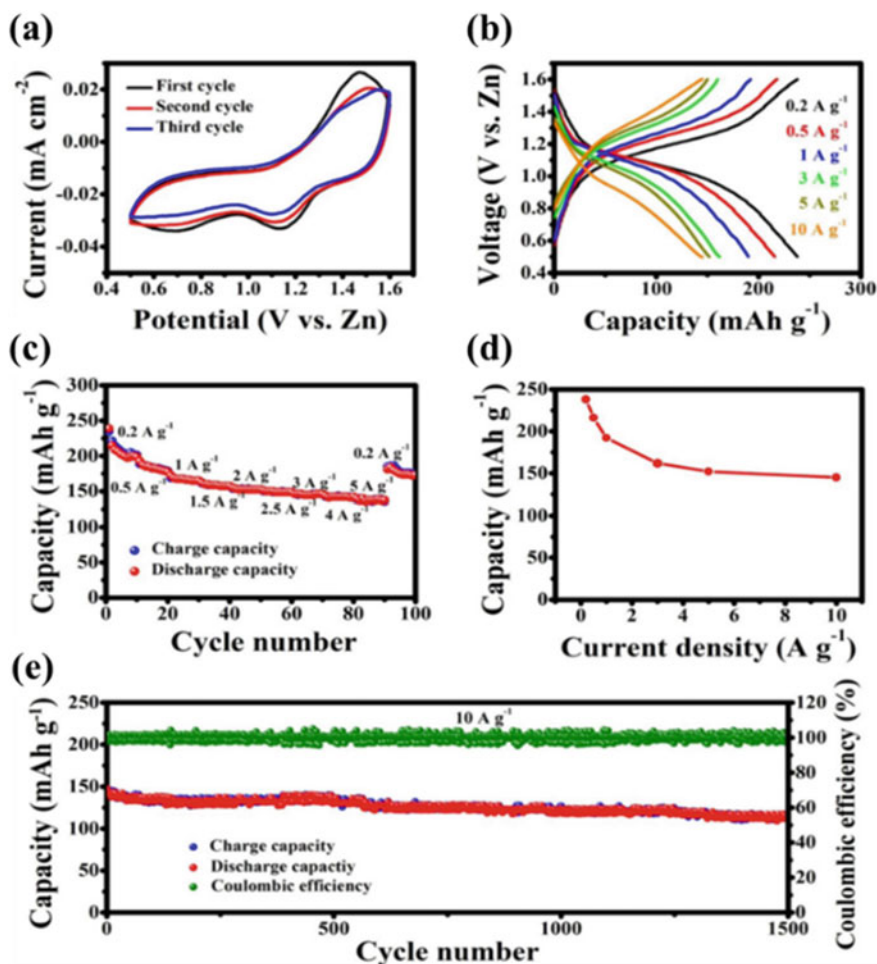 (a)
Current (mA cm-2)
0.02
0.00
-0.02
-0.04
First cycle
Second cycle
Third cycle
0.4 0.6 0.8 1.0 1.2 1.4 1.6
Potential (V vs. Zn)
(b)
Voltage (V vs. Zn)
1.6
1.4
1.2
1.0
0.8
0.6
0.4
0.2 A g-1
0.5 A g-1
1 A g-1
3 A g-1
5 A g-1
10 A g-1
0 100 200 300
Capacity (mAh g-1)
(c)
Capacity (mAh g-1)
300
250
200
150
100
50
0
0.2 A g-1
0.5 A g-1
1 A g-1
1.5 A g-1
2 A g-1
2.5 A g-1
3 A g-1
4 A g-1
5 A g-1
0.2 A g-1
Charge capacity
Discharge capacity
0 20 40 60 80 100
Cycle number
(d)
Capacity (mAh g-1)
250
200
150
100
50
0
0 2 4 6 8 10
Current density (A g-1)
(e)
Capacity (mAh g-1)
250
200
150
100
50
0
10 A g-1
Charge capacity
Discharge capactiy
Coulombic efficiency
120
100
80
60
40
20
0
Coulombic efficiency (%)
0 500 1000 1500
Cycle number